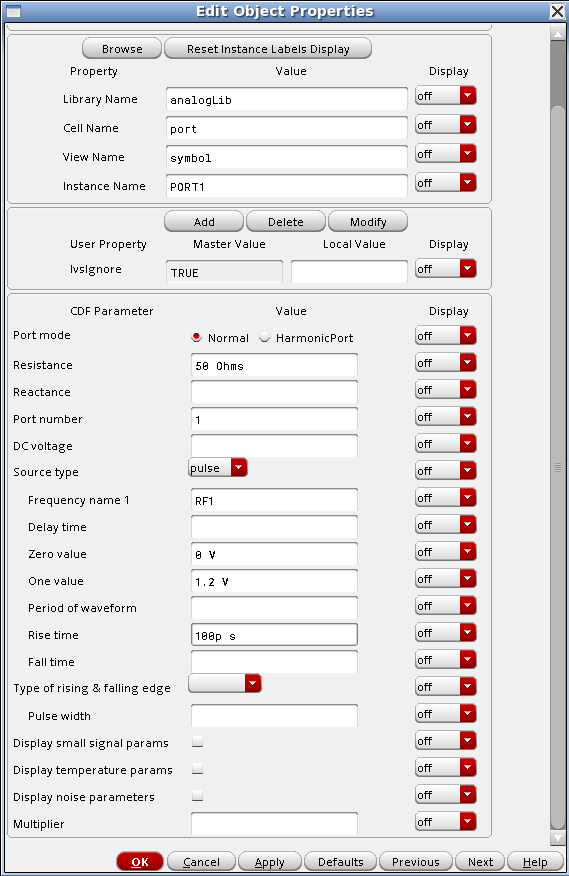 Edit Object Properties
Browse Reset Instance Labels Display
Property Value Display
Library Name analogLib off
Cell Name port off
View Name symbol off
Instance Name PORT1 off
Add Delete Modify
User Property Master Value Local Value Display
lvsIgnore TRUE off
CDF Parameter Value Display
Port mode Normal HarmonicPort off
Resistance 50 Ohms off
Reactance off
Port number 1 off
DC voltage off
Source type pulse off
Frequency name 1 RF1 off
Delay time off
Zero value 0 V off
One value 1.2 V off
Period of waveform off
Rise time 100p s off
Fall time off
Type of rising & falling edge off
Pulse width off
Display small signal params off
Display temperature params off
Display noise parameters off
Multiplier off
OK Cancel Apply Defaults Previous Next Help